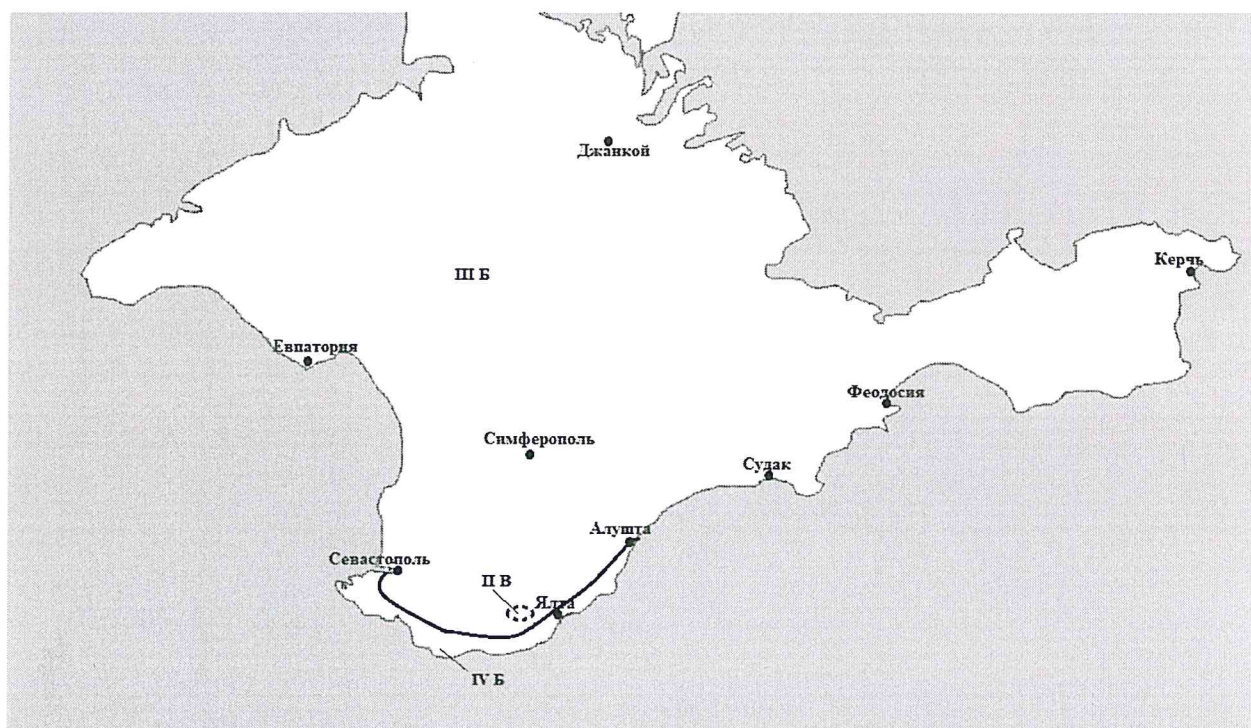 Джанкой
Керчь
III Б
Евпатория
Феодосия
Симферополь
Судак
Алушта
Севастополь
II В
Ялта
IV Б